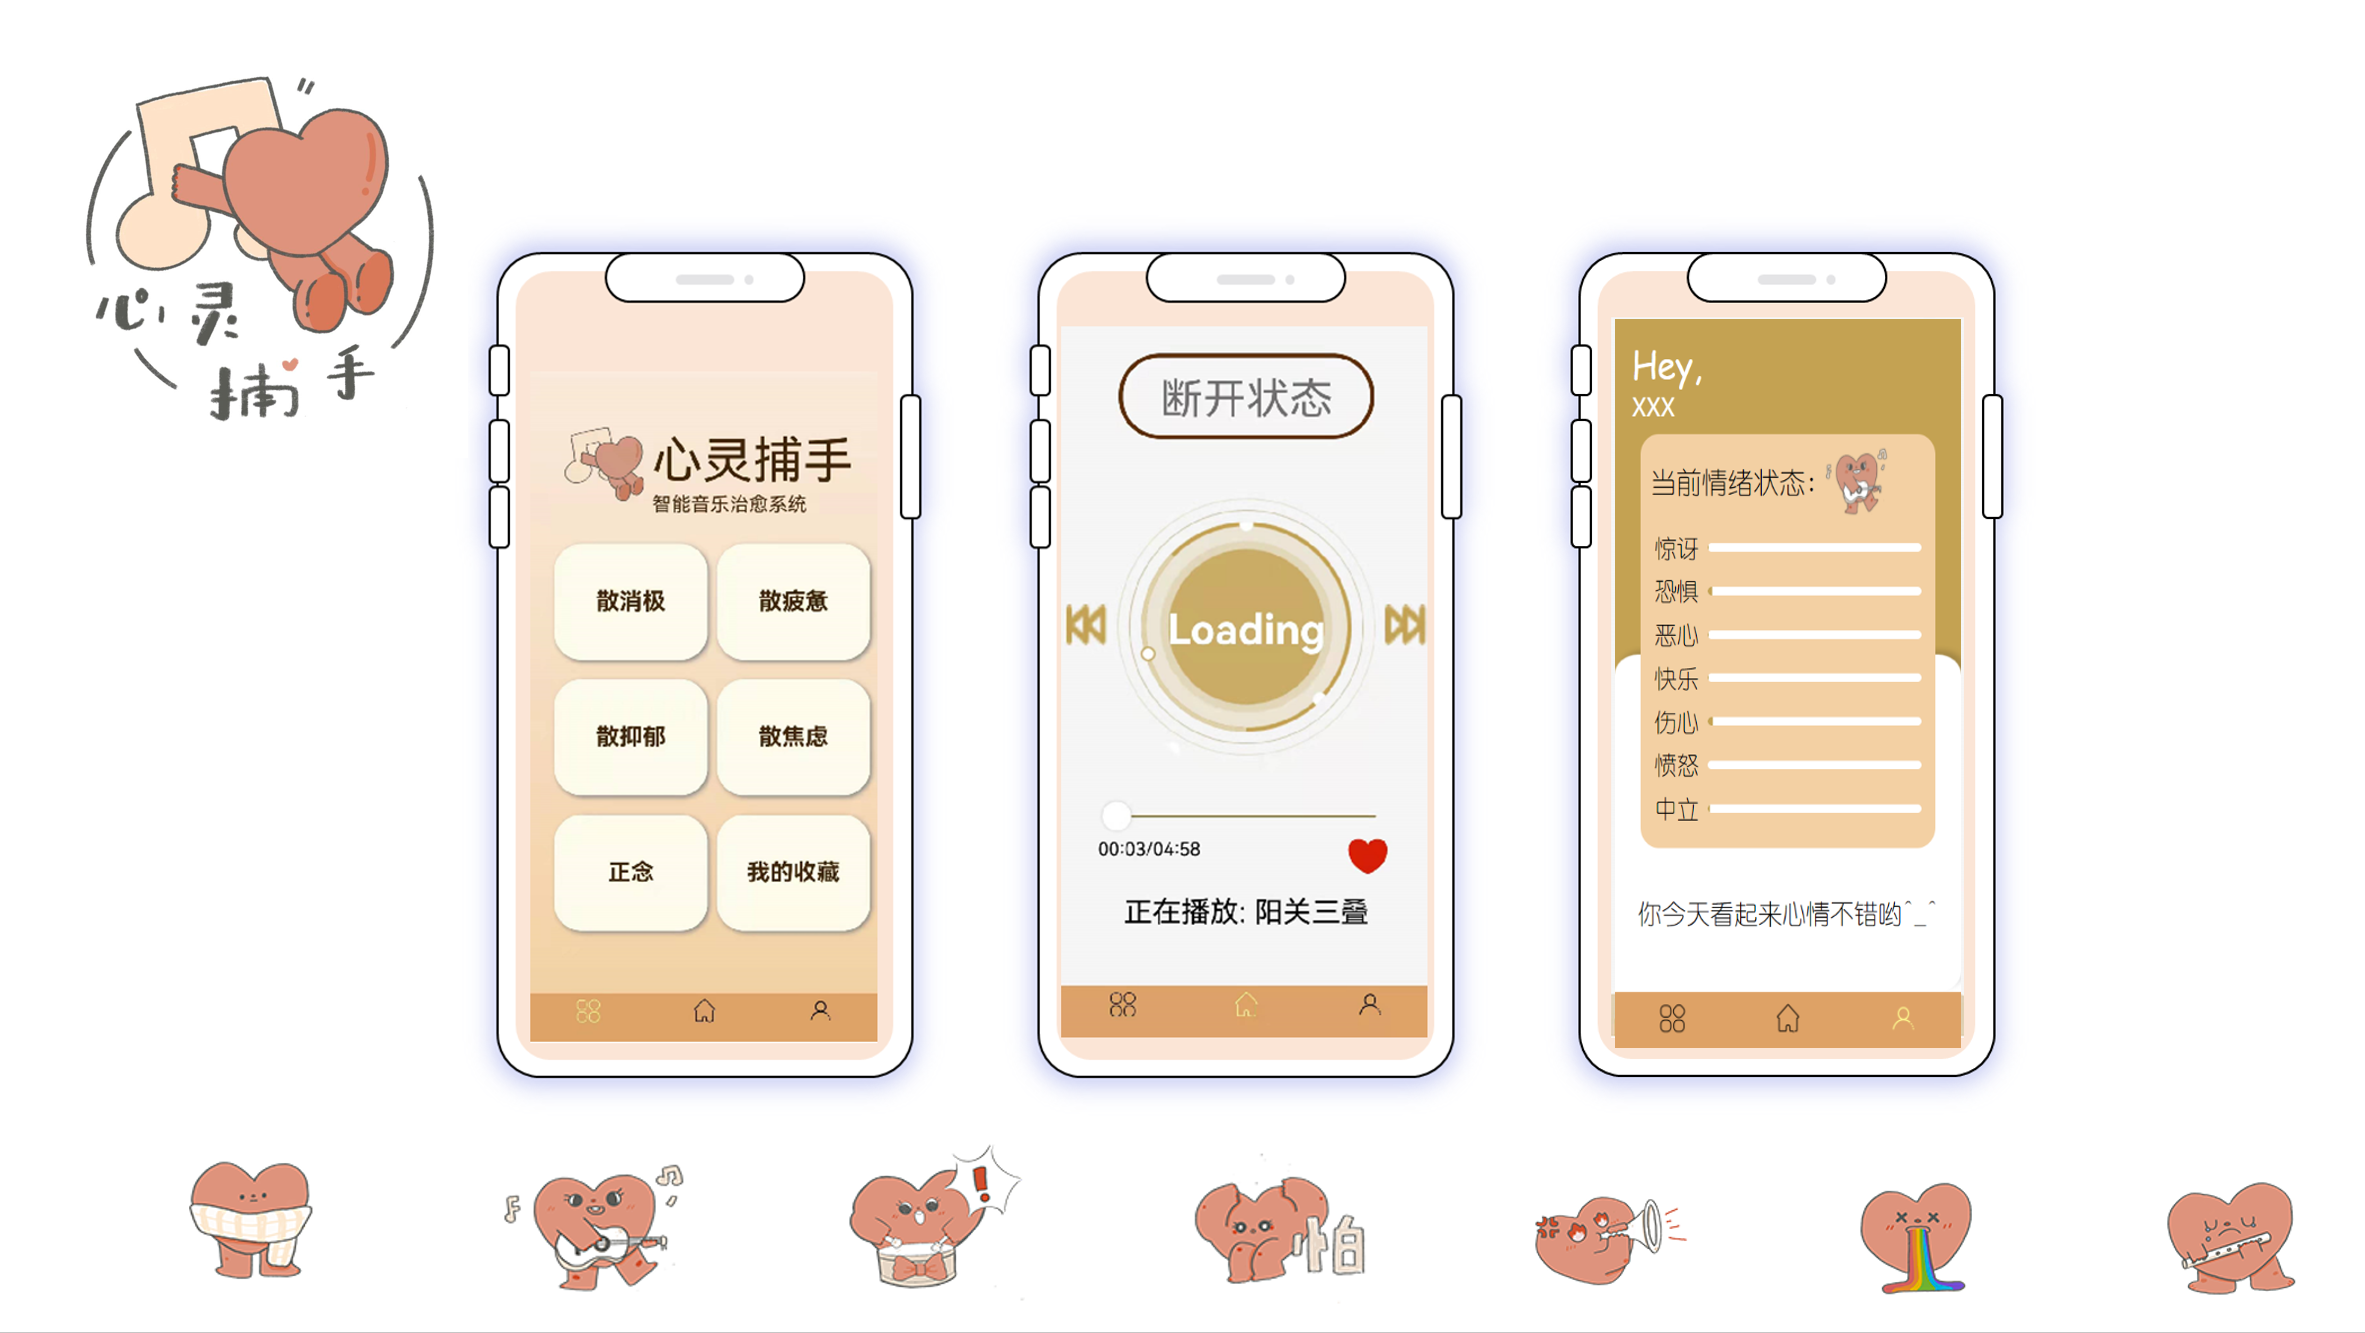 心灵
捕手
心灵捕手
智能音乐治愈系统
散消极
散疲惫
散抑郁
散焦虑
正念
我的收藏
断开状态
Loading
00:03/04:58
正在播放: 阳关三叠
Hey,
XXX
当前情绪状态:
惊讶
恐惧
恶心
快乐
伤心
愤怒
中立
你今天看起来心情不错哟^_^
!
怕